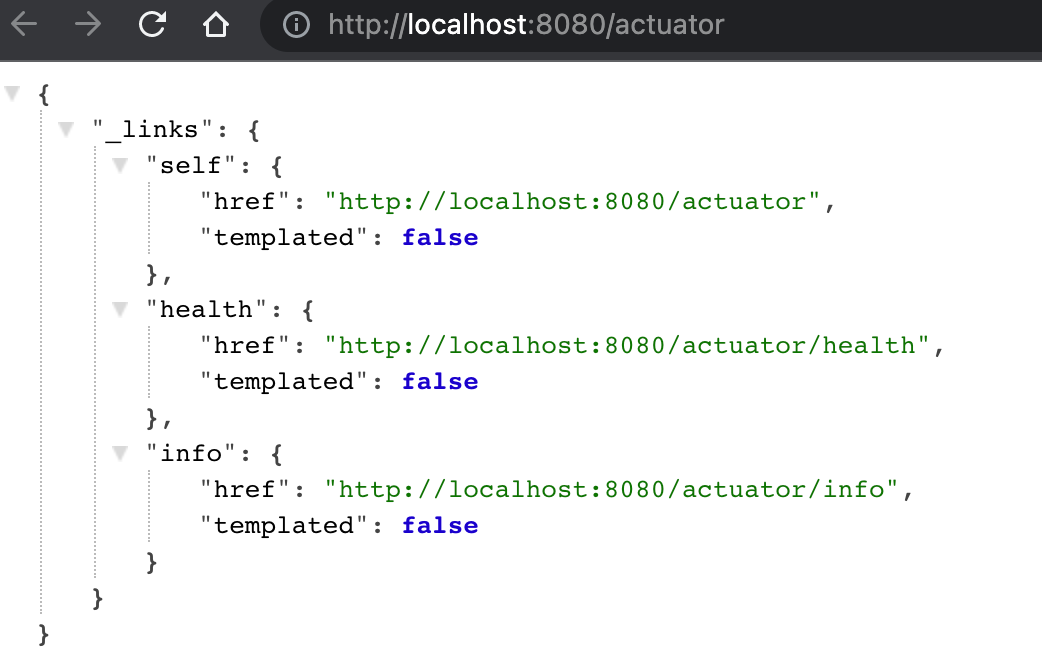 http://localhost:8080/actuator
{
"_links": {
"self": {
"href": "http://localhost:8080/actuator",
"templated": false
},
"health": {
"href": "http://localhost:8080/actuator/health",
"templated": false
},
"info": {
"href": "http://localhost:8080/actuator/info",
"templated": false
}
}
}